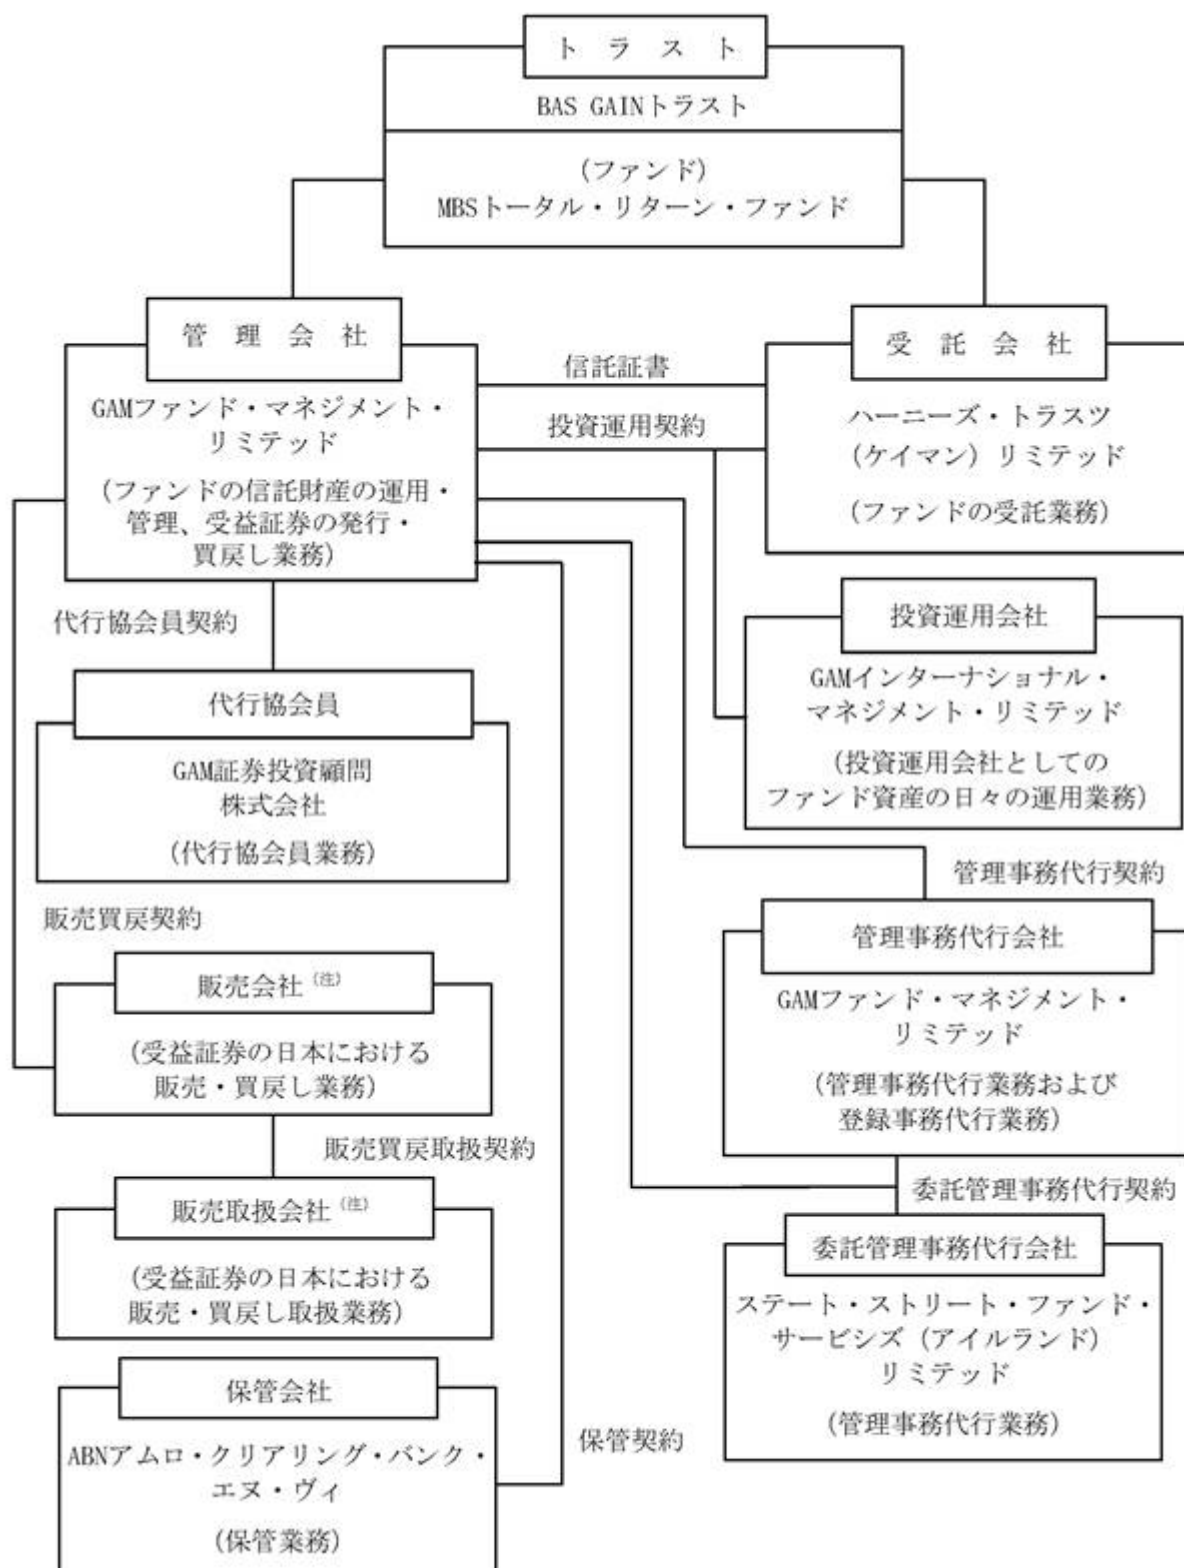 トラスト
BAS GAINトラスト
(ファンド)
MBSトータル・リターン・ファンド
管理会社
GAMファンド・マネジメント・
リミテッド
(ファンドの信託財産の運用・
管理、受益証券の発行・
買戻し業務)
信託証書
投資運用契約
受託会社
ハーニーズ・トラスツ
(ケイマン)リミテッド
(ファンドの受託業務)
代行協会員契約
投資運用会社
GAMインターナショナル・
マネジメント・リミテッド
(投資運用会社としての
ファンド資産の日々の運用業務)
代行協会員
GAM証券投資顧問
株式会社
(代行協会員業務)
管理事務代行契約
販売買戻契約
管理事務代行会社
GAMファンド・マネジメント・
リミテッド
(管理事務代行業務および
登録事務代行業務)
販売会社(注)
(受益証券の日本における
販売・買戻し業務)
販売買戻取扱契約
委託管理事務代行契約
販売取扱会社(注)
(受益証券の日本における
販売・買戻し取扱業務)
委託管理事務代行会社
ステート・ストリート・ファンド・
サービシズ(アイルランド)
リミテッド
(管理事務代行業務)
保管会社
ABNアムロ・クリアリング・バンク・
エヌ・ヴィ
(保管業務)
保管契約